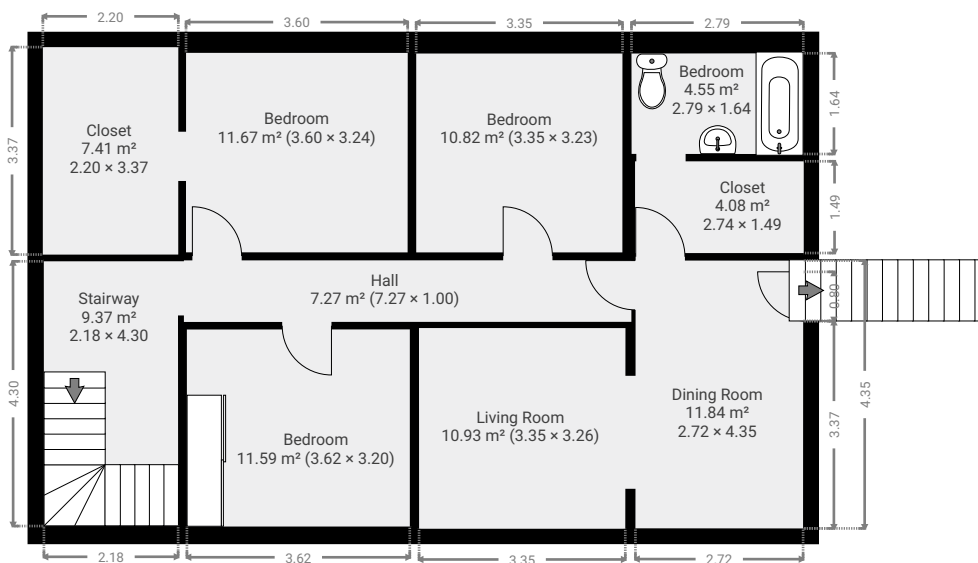 2.20
3.60
3.35
2.79
3.37
Closet
7.41 m²
2.20 × 3.37
Bedroom
11.67 m² (3.60 × 3.24)
Bedroom
10.82 m² (3.35 × 3.23)
Bedroom
4.55 m²
2.79 × 1.64
1.64
Closet
4.08 m²
2.74 × 1.49
1.49
Hall
7.27 m² (7.27 × 1.00)
Stairway
9.37 m²
2.18 × 4.30
0.80
4.30
Bedroom
11.59 m² (3.62 × 3.20)
Living Room
10.93 m² (3.35 × 3.26)
Dining Room
11.84 m²
2.72 × 4.35
3.37
4.35
2.18
3.62
3.35
2.72